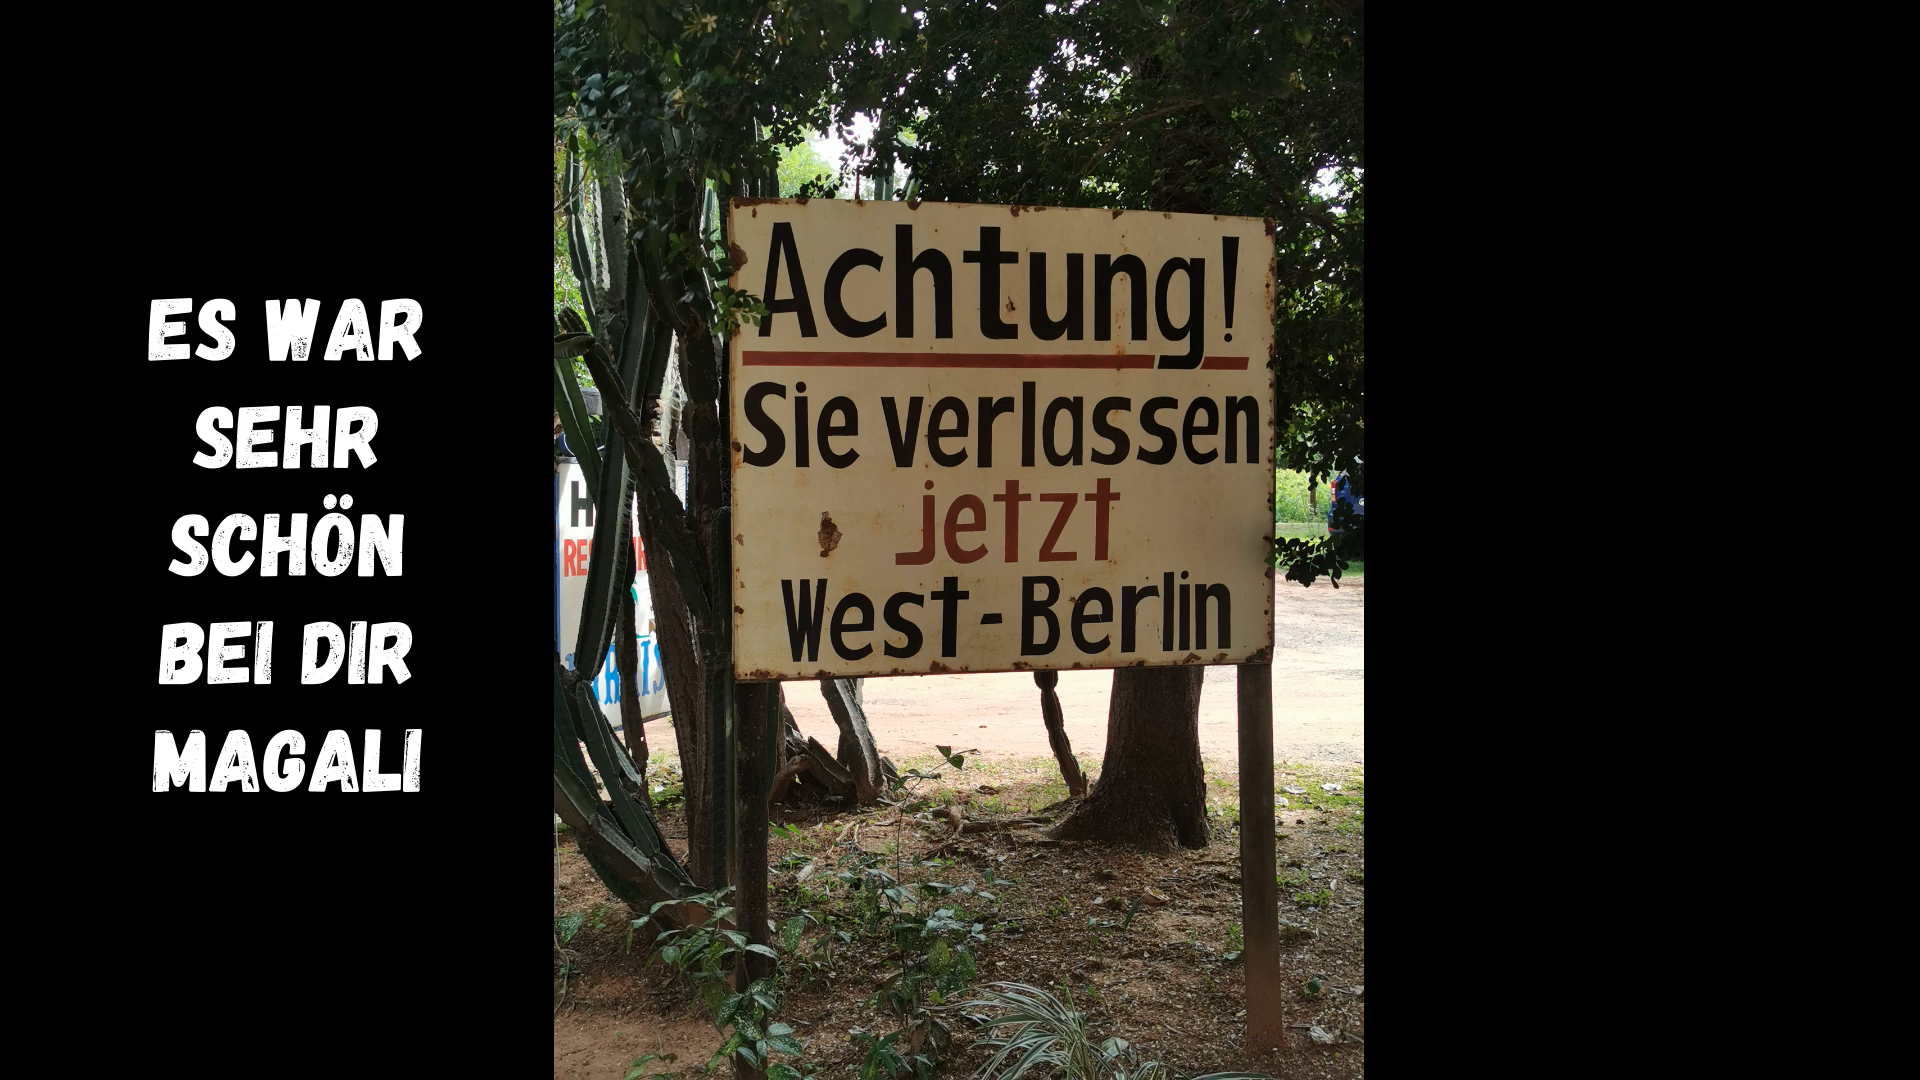 ES WAR
SEHR
SCHÖN
BEI DIR
MAGALI
Achtung!
Sie verlassen
jetzt
West-Berlin